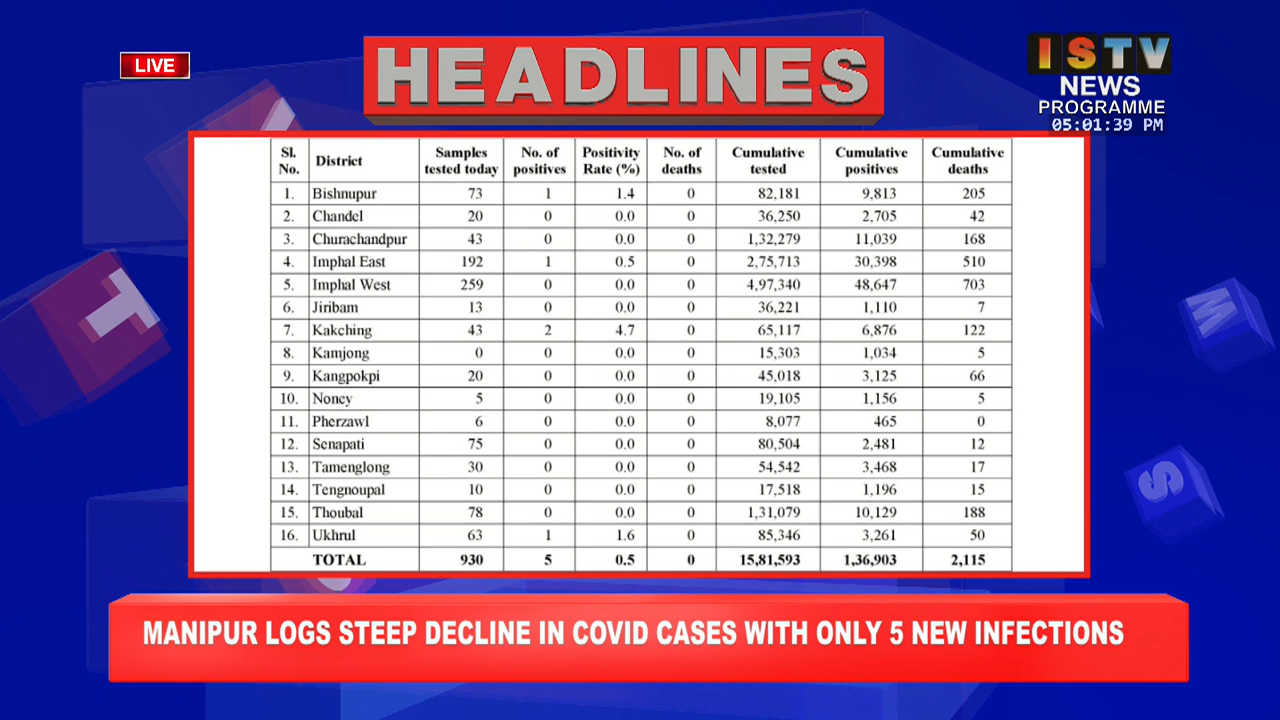 LIVE
HEADLINES
ISTV
NEWS
PROGRAMME
05:01:39 PM
Sl. No. District Samples tested today No. of positives Positivity Rate (%) No. of deaths Cumulative tested Cumulative positives Cumulative deaths
1. Bishnupur 73 1 1.4 0 82,181 9,813 205
2. Chandel 20 0 0.0 0 36,250 2,705 42
3. Churachandpur 43 0 0.0 0 1,32,279 11,039 168
4. Imphal East 192 1 0.5 0 2,75,713 30,398 510
5. Imphal West 259 0 0.0 0 4,97,340 48,647 703
6. Jiribam 13 0 0.0 0 36,221 1,110 7
7. Kakching 43 2 4.7 0 65,117 6,876 122
8. Kamjong 0 0 0.0 0 15,303 1,034 5
9. Kangpokpi 20 0 0.0 0 45,018 3,125 66
10. Noney 5 0 0.0 0 19,105 1,156 5
11. Pherzawl 6 0 0.0 0 8,077 465 0
12. Senapati 75 0 0.0 0 80,504 2,481 12
13. Tamenglong 30 0 0.0 0 54,542 3,468 17
14. Tengnoupal 10 0 0.0 0 17,518 1,196 15
15. Thoubal 78 0 0.0 0 1,31,079 10,129 188
16. Ukhrul 63 1 1.6 0 85,346 3,261 50
TOTAL 930 5 0.5 0 15,81,593 1,36,903 2,115
MANIPUR LOGS STEEP DECLINE IN COVID CASES WITH ONLY 5 NEW INFECTIONS
T
M
S